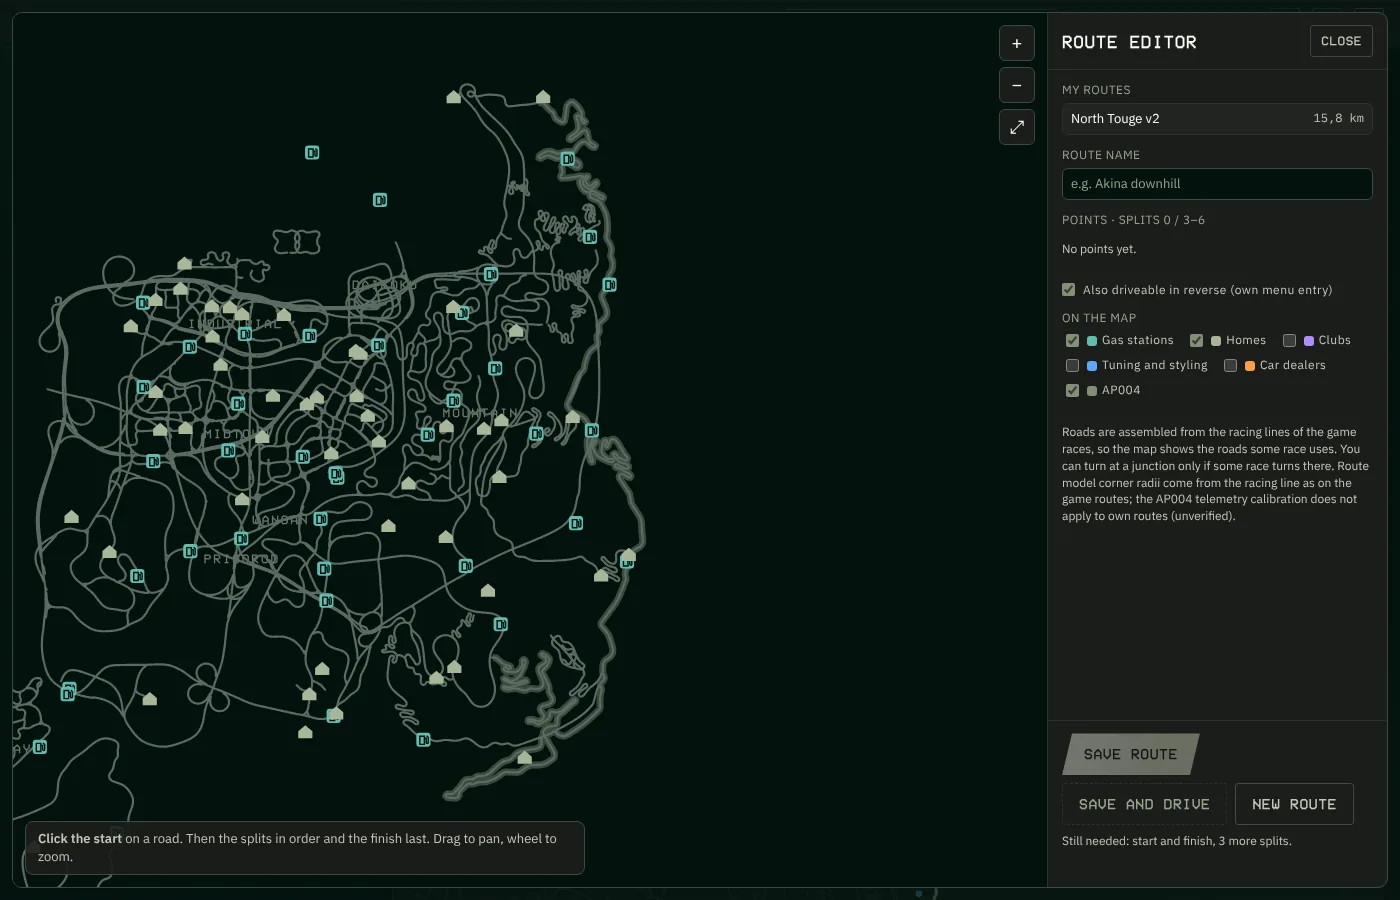 ROUTE EDITOR
CLOSE
MY ROUTES
North Touge v2
15,8 km
ROUTE NAME
e.g. Akina downhill
POINTS · SPLITS 0 / 3–6
No points yet.
Also driveable in reverse (own menu entry)
ON THE MAP
Gas stations
Homes
Clubs
Tuning and styling
Car dealers
AP004
Roads are assembled from the racing lines of the game
races, so the map shows the roads some race uses. You
can turn at a junction only if some race turns there. Route
model corner radii come from the racing line as on the
game routes; the AP004 telemetry calibration does not
apply to own routes (unverified).
SAVE ROUTE
SAVE AND DRIVE
NEW ROUTE
Still needed: start and finish, 3 more splits.
+
−
DAIKOKU
INDUSTRIAL
MOUNTAIN
WANGAN
Click the start on a road. Then the splits in order and the finish last. Drag to pan, wheel to
zoom.